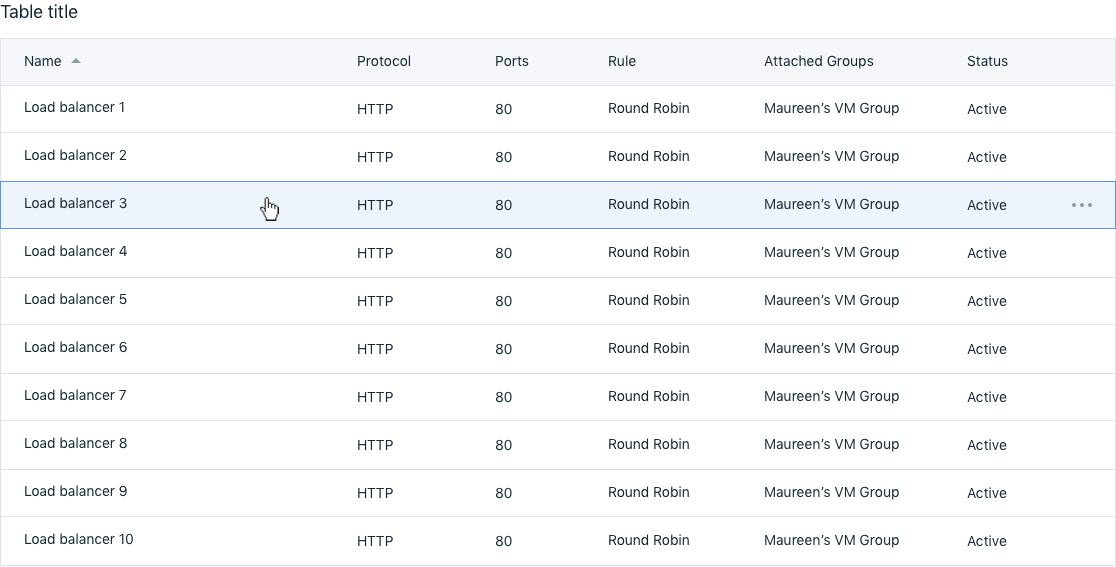 Table title
Name Protocol Ports Rule Attached Groups Status
Load balancer 1 HTTP 80 Round Robin Maureen’s VM Group Active
Load balancer 2 HTTP 80 Round Robin Maureen’s VM Group Active
Load balancer 3 HTTP 80 Round Robin Maureen’s VM Group Active
Load balancer 4 HTTP 80 Round Robin Maureen’s VM Group Active
Load balancer 5 HTTP 80 Round Robin Maureen’s VM Group Active
Load balancer 6 HTTP 80 Round Robin Maureen’s VM Group Active
Load balancer 7 HTTP 80 Round Robin Maureen’s VM Group Active
Load balancer 8 HTTP 80 Round Robin Maureen’s VM Group Active
Load balancer 9 HTTP 80 Round Robin Maureen’s VM Group Active
Load balancer 10 HTTP 80 Round Robin Maureen’s VM Group Active